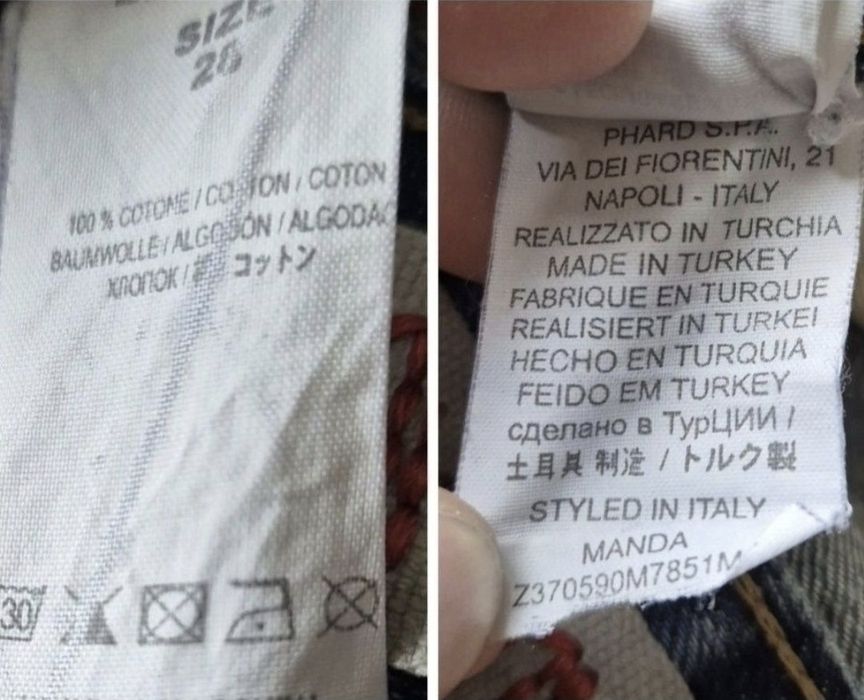 SIZE
26
100 % COTONE / COTTON / COTON
BAUMWOLLE / ALGODÓN / ALGODAO
ХЛОПОК / コットン
30
PHARD S.P.A.
VIA DEI FIORENTINI, 21
NAPOLI - ITALY
REALIZZATO IN TURCHIA
MADE IN TURKEY
FABRIQUE EN TURQUIE
REALISIERT IN TURKEI
HECHO EN TURQUIA
FEIDO EM TURKEY
сделано в ТурЦИИ /
土耳其 制造 / トルク製
STYLED IN ITALY
MANDA
Z370590M7851M